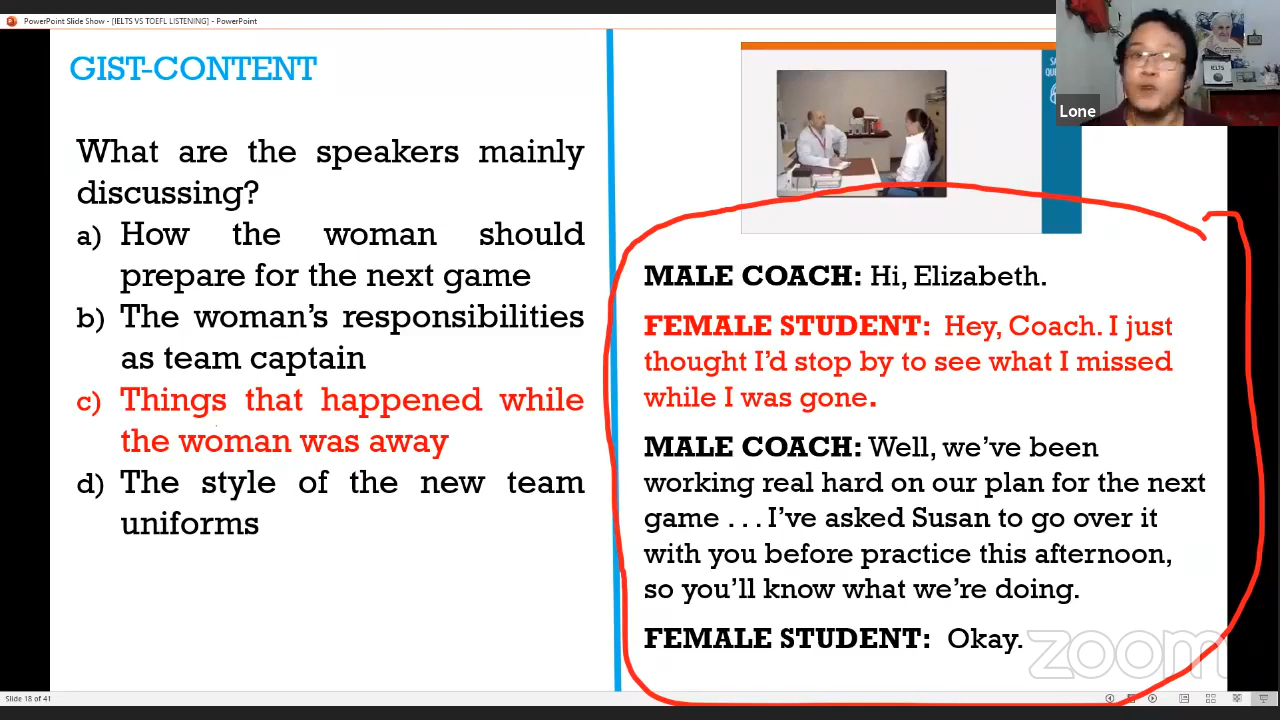 PowerPoint Slide Show - [IELTS VS TOEFL LISTENING] - PowerPoint
GIST-CONTENT
What are the speakers mainly
discussing?
a) How the woman should
prepare for the next game
b) The woman's responsibilities
as team captain
c) Things that happened while
the woman was away
d) The style of the new team
uniforms
Lone
IELTS
MALE COACH: Hi, Elizabeth.
FEMALE STUDENT: Hey, Coach. I just
thought I'd stop by to see what I missed
while I was gone.
MALE COACH: Well, we've been
working real hard on our plan for the next
game . . . I've asked Susan to go over it
with you before practice this afternoon,
so you'll know what we're doing.
FEMALE STUDENT: Okay.
zoom
Slide 18 of 41